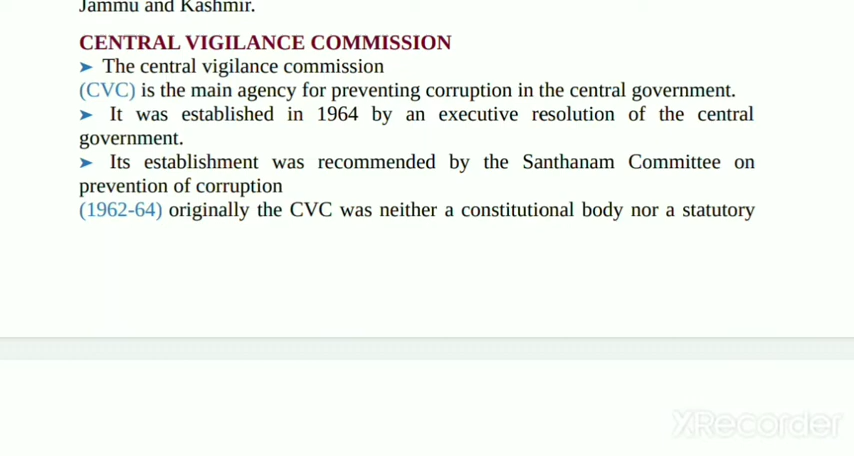 Jammu and Kashmir.
CENTRAL VIGILANCE COMMISSION
➤ The central vigilance commission
(CVC) is the main agency for preventing corruption in the central government.
➤ It was established in 1964 by an executive resolution of the central
government.
➤ Its establishment was recommended by the Santhanam Committee on
prevention of corruption
(1962-64) originally the CVC was neither a constitutional body nor a statutory
XRecorder